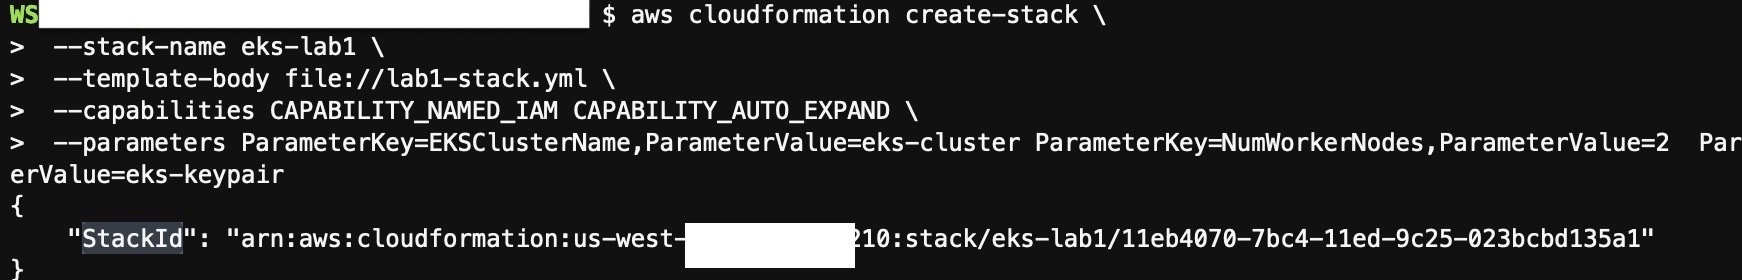 WS $ aws cloudformation create-stack \
>  --stack-name eks-lab1 \
>  --template-body file://lab1-stack.yml \
>  --capabilities CAPABILITY_NAMED_IAM CAPABILITY_AUTO_EXPAND \
>  --parameters ParameterKey=EKSClusterName,ParameterValue=eks-cluster ParameterKey=NumWorkerNodes,ParameterValue=2  Par
erValue=eks-keypair
{
    "StackId": "arn:aws:cloudformation:us-west- 210:stack/eks-lab1/11eb4070-7bc4-11ed-9c25-023bcbd135a1"
}